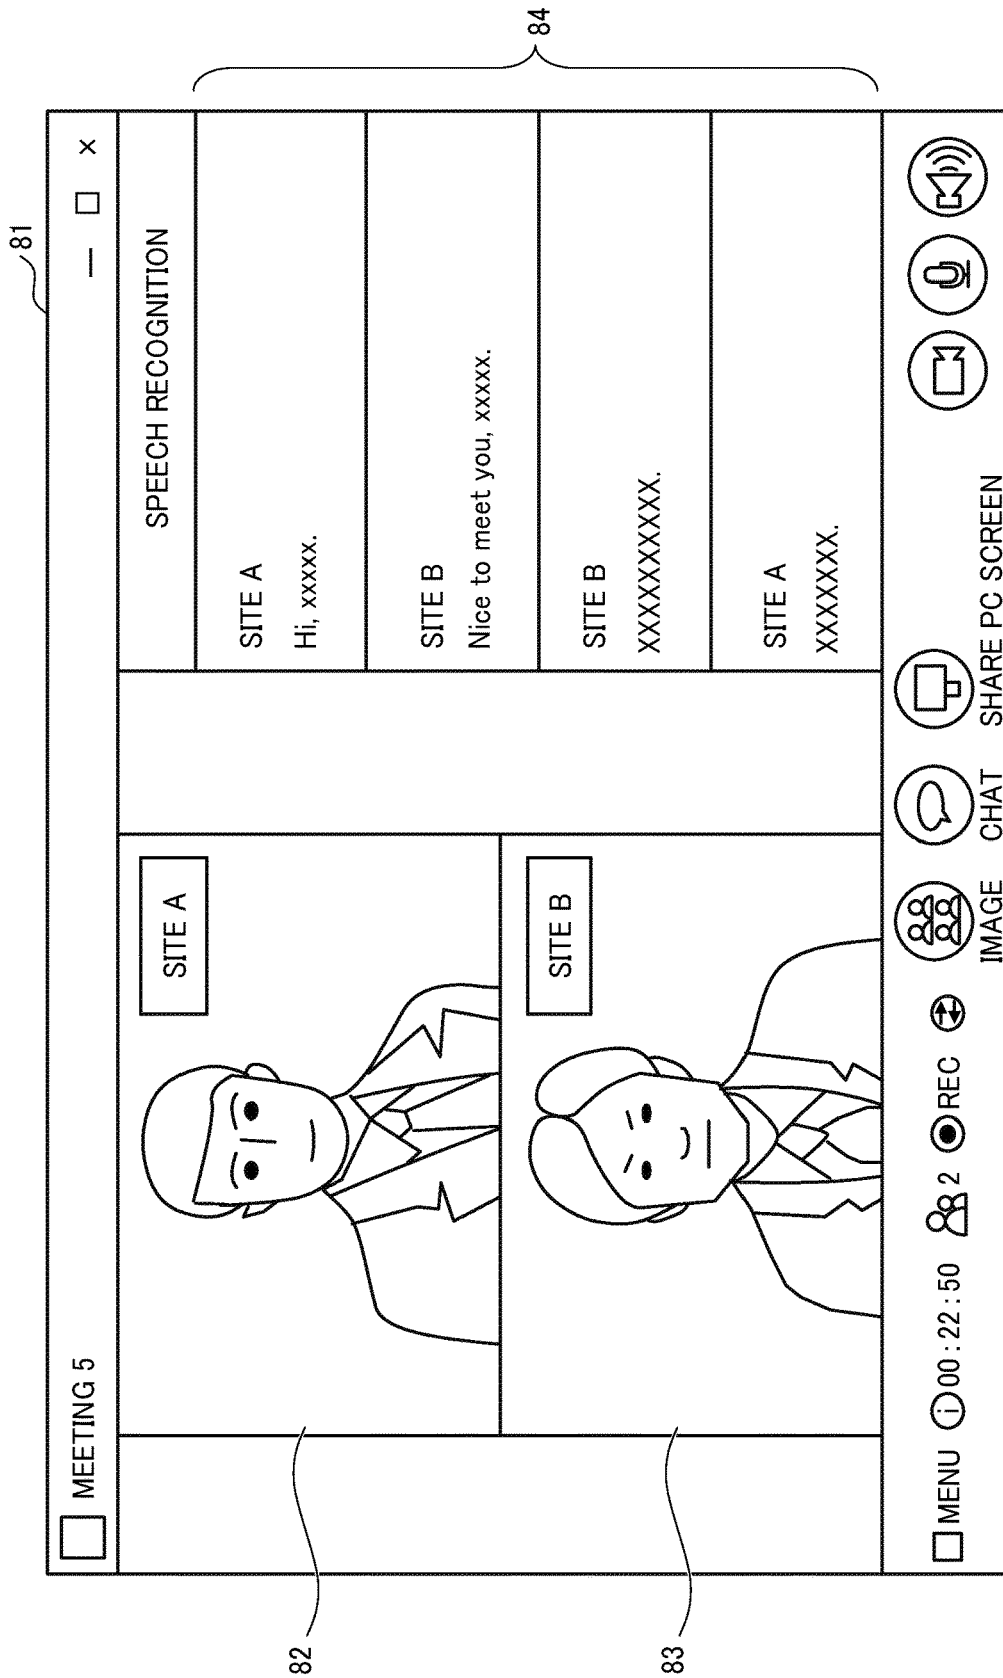 81
MEETING 5
— □ ×
SITE A
SITE B
82
83
SPEECH RECOGNITION
SITE A
Hi, xxxxx.
SITE B
Nice to meet you, xxxxx.
SITE B
XXXXXXXXXX.
SITE A
XXXXXXX.
84
MENU i 00:22:50 2 REC
IMAGE CHAT SHARE PC SCREEN